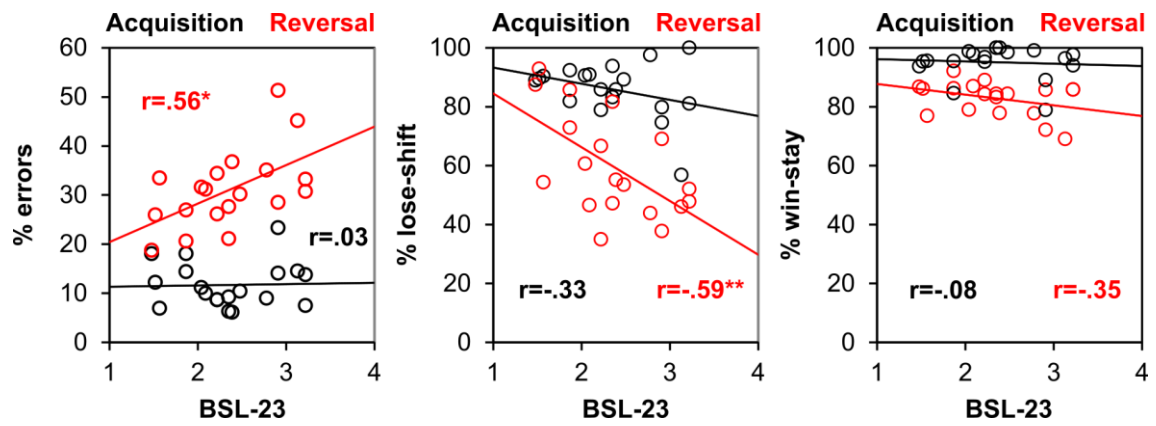 Acquisition Reversal
60
50
40
30
20
10
0
% errors
r=.56*
r=.03
1 2 3 4
BSL-23
Acquisition Reversal
100
80
60
40
20
0
% lose-shift
r=-.33 r=-.59**
1 2 3 4
BSL-23
Acquisition Reversal
100
80
60
40
20
0
% win-stay
r=-.08 r=-.35
1 2 3 4
BSL-23